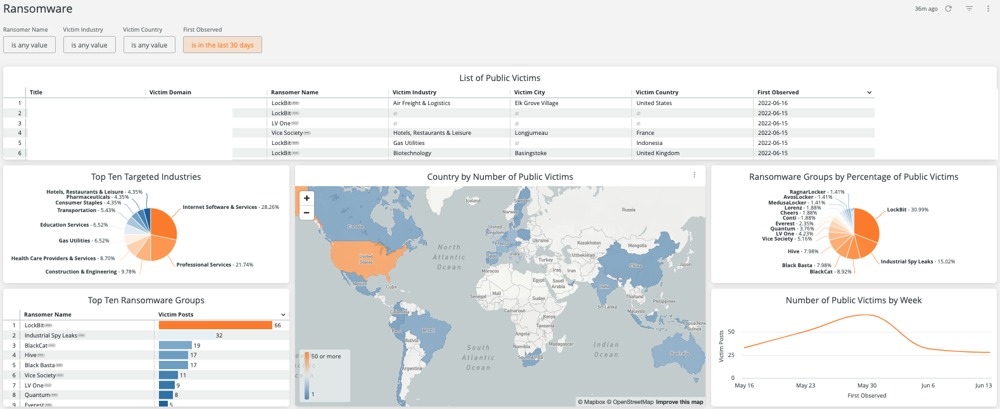 Ransomware
36m ago
Ransomer Name Victim Industry Victim Country First Observed
is any value is any value is any value is in the last 30 days
List of Public Victims
Title Victim Domain Ransomer Name Victim Industry Victim City Victim Country First Observed
1 LockBit Air Freight & Logistics Elk Grove Village United States 2022-06-16
2 LockBit ∅ ∅ ∅ 2022-06-15
3 LV One ∅ ∅ ∅ 2022-06-15
4 Vice Society Hotels, Restaurants & Leisure Longjumeau France 2022-06-15
5 LockBit Gas Utilities ∅ Indonesia 2022-06-15
6 LockBit Biotechnology Basingstoke United Kingdom 2022-06-15
Top Ten Targeted Industries
Hotels, Restaurants & Leisure - 4.35%
Pharmaceuticals - 4.35%
Consumer Staples - 4.35%
Transportation - 5.43%
Education Services - 6.52%
Gas Utilities - 6.52%
Health Care Providers & Services - 8.70%
Construction & Engineering - 9.78%
Internet Software & Services - 28.26%
Professional Services - 21.74%
Top Ten Ransomware Groups
Ransomer Name Victim Posts
1 LockBit 66
2 Industrial Spy Leaks 32
3 BlackCat 19
4 Hive 17
5 Black Basta 17
6 Vice Society 11
7 LV One 9
8 Quantum 8
9 Everest 5
Country by Number of Public Victims
+
−
Iceland
Sweden
Norway
Russia
Canada
United
Kingdom
France
Ukraine
Kazakhstan
Mongolia
Spain
Italy
Uzbekistan
Turkey
Japan
North
Atlantic
Ocean
United
States
China
Morocco
Iraq
Iran
Egypt
Saudi
Arabia
Mexico
Cuba
India
Mali
Senegal
Sudan
Thailand
Philippines
Sri Lanka
Malaysia
Cameroon
Colombia
Kenya
Tanzania
Papua New
Guinea
Peru
Brazil
Angola
Bolivia
Namibia
Madagascar
South
Atlantic
Ocean
Indian
Ocean
Australia
South Africa
Argentina
50 or more
1
© Mapbox © OpenStreetMap Improve this map
Ransomware Groups by Percentage of Public Victims
RagnarLocker - 1.41%
AvosLocker - 1.41%
MedusaLocker - 1.41%
Lorenz - 1.88%
Cheers - 1.88%
Conti - 1.88%
Everest - 2.35%
Quantum - 3.76%
LV One - 4.23%
Vice Society - 5.16%
Hive - 7.98%
Black Basta - 7.98%
BlackCat - 8.92%
LockBit - 30.99%
Industrial Spy Leaks - 15.02%
Number of Public Victims by Week
Victim Posts
50
25
0
May 16 May 23 May 30 Jun 6 Jun 13
First Observed